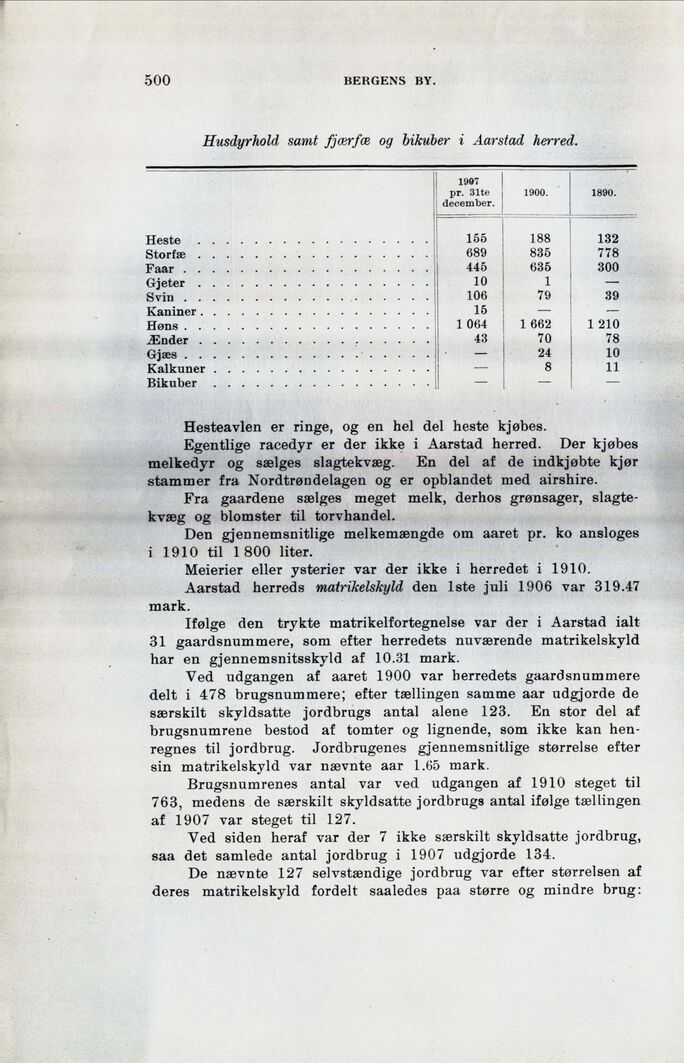 500 BERGENS BY.
Husdyrhold samt fjærfæ og bikuber i Aarstad herred.
1907
pr. 31te
december.
1900.
1890.
Heste . . . . . . . . . . . . . . . . . 155 188 132
Storfæ . . . . . . . . . . . . . . . . . 689 835 778
Faar . . . . . . . . . . . . . . . . . . 445 635 300
Gjeter . . . . . . . . . . . . . . . . . 10 1 —
Svin . . . . . . . . . . . . . . . . . . 106 79 39
Kaniner . . . . . . . . . . . . . . . . . 15 — —
Høns . . . . . . . . . . . . . . . . . . 1 064 1 662 1 210
Ænder . . . . . . . . . . . . . . . . . 43 70 78
Gjæs . . . . . . . . . . . . . . . . . . — 24 10
Kalkuner . . . . . . . . . . . . . . . . — 8 11
Bikuber . . . . . . . . . . . . . . . . — — —
Hesteavlen er ringe, og en hel del heste kjøbes.
Egentlige racedyr er der ikke i Aarstad herred. Der kjøbes
melkedyr og sælges slagtekvæg. En del af de indkjøbte kjør
stammer fra Nordtrøndelagen og er opblandet med airshire.
Fra gaardene sælges meget melk, derhos grønsager, slagte-
kvæg og blomster til torvhandel.
Den gjennemsnitlige melkemængde om aaret pr. ko ansloges
i 1910 til 1 800 liter.
Meierier eller ysterier var der ikke i herredet i 1910.
Aarstad herreds matrikelskyld den 1ste juli 1906 var 319.47
mark.
Ifølge den trykte matrikelfortegnelse var der i Aarstad ialt
31 gaardsnummere, som efter herredets nuværende matrikelskyld
har en gjennemsnitsskyld af 10.31 mark.
Ved udgangen af aaret 1900 var herredets gaardsnummere
delt i 478 brugsnummere; efter tællingen samme aar udgjorde de
særskilt skyldsatte jordbrugs antal alene 123. En stor del af
brugsnumrene bestod af tomter og lignende, som ikke kan hen-
regnes til jordbrug. Jordbrugenes gjennemsnitlige størrelse efter
sin matrikelskyld var nævnte aar 1.65 mark.
Brugsnumrenes antal var ved udgangen af 1910 steget til
763, medens de særskilt skyldsatte jordbrugs antal ifølge tællingen
af 1907 var steget til 127.
Ved siden heraf var der 7 ikke særskilt skyldsatte jordbrug,
saa det samlede antal jordbrug i 1907 udgjorde 134.
De nævnte 127 selvstændige jordbrug var efter størrelsen af
deres matrikelskyld fordelt saaledes paa større og mindre brug: